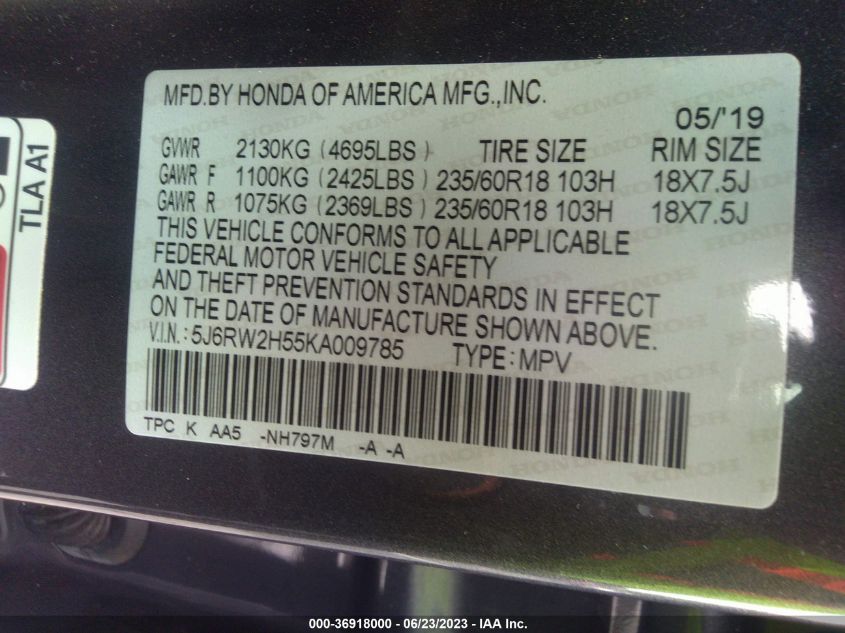 MFD.BY HONDA OF AMERICA MFG.,INC.
05/'19
GVWR 2130KG (4695LBS) TIRE SIZE RIM SIZE
GAWR F 1100KG (2425LBS) 235/60R18 103H 18X7.5J
GAWR R 1075KG (2369LBS) 235/60R18 103H 18X7.5J
THIS VEHICLE CONFORMS TO ALL APPLICABLE
FEDERAL MOTOR VEHICLE SAFETY
AND THEFT PREVENTION STANDARDS IN EFFECT
ON THE DATE OF MANUFACTURE SHOWN ABOVE.
V.I.N.: 5J6RW2H55KA009785 TYPE: MPV
TPC K AA5 -NH797M -A -A
TLA A1
000-36918000 / 06/23/2023 - IAA Inc.